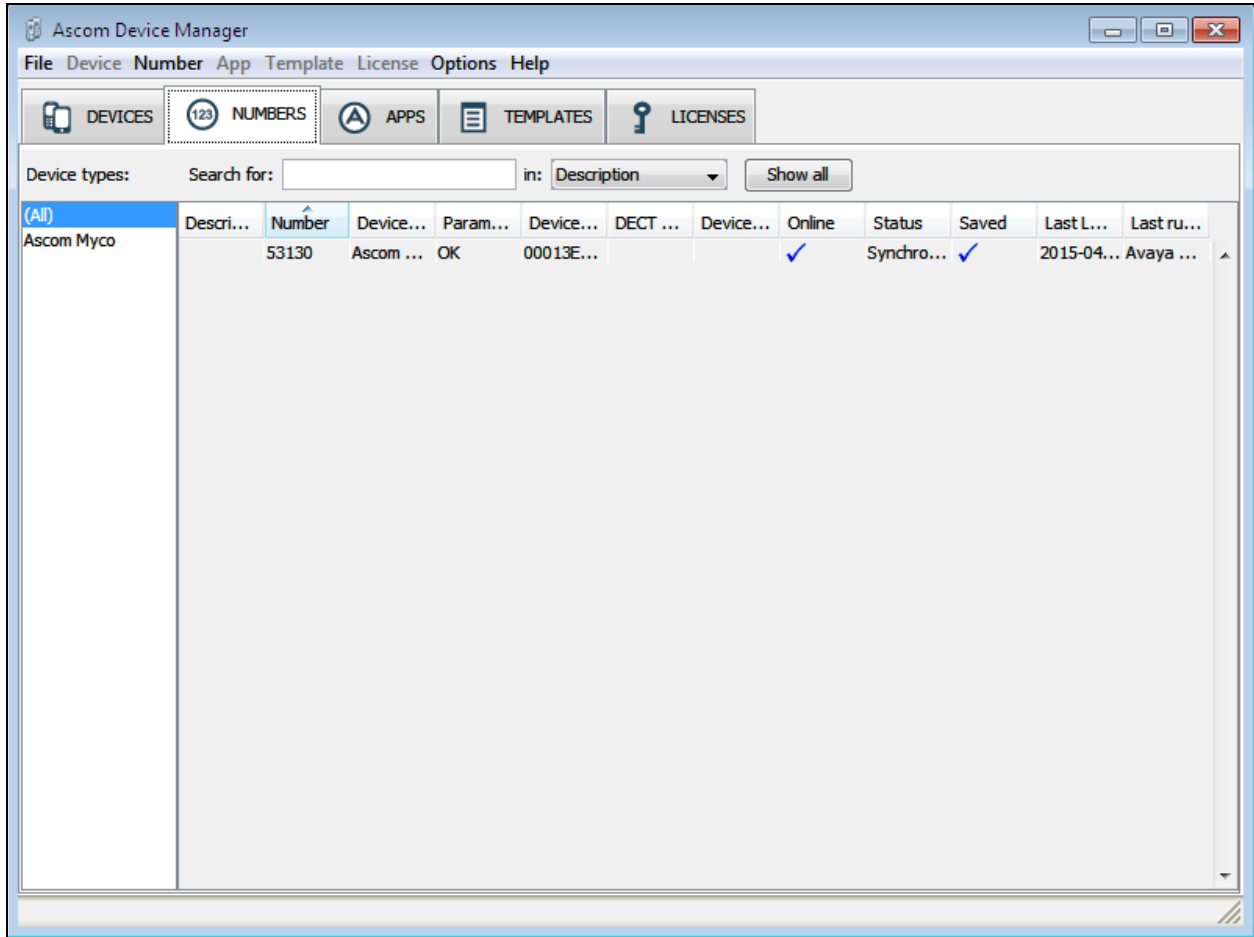 Ascom Device Manager
File Device Number App Template License Options Help
DEVICES 123 NUMBERS A APPS TEMPLATES LICENSES
Device types: Search for: in: Description Show all
(All) Descri... Number Device... Param... Device... DECT ... Device... Online Status Saved Last L... Last ru...
Ascom Myco
53130 Ascom ... OK 00013E... Synchro... 2015-04... Avaya ...